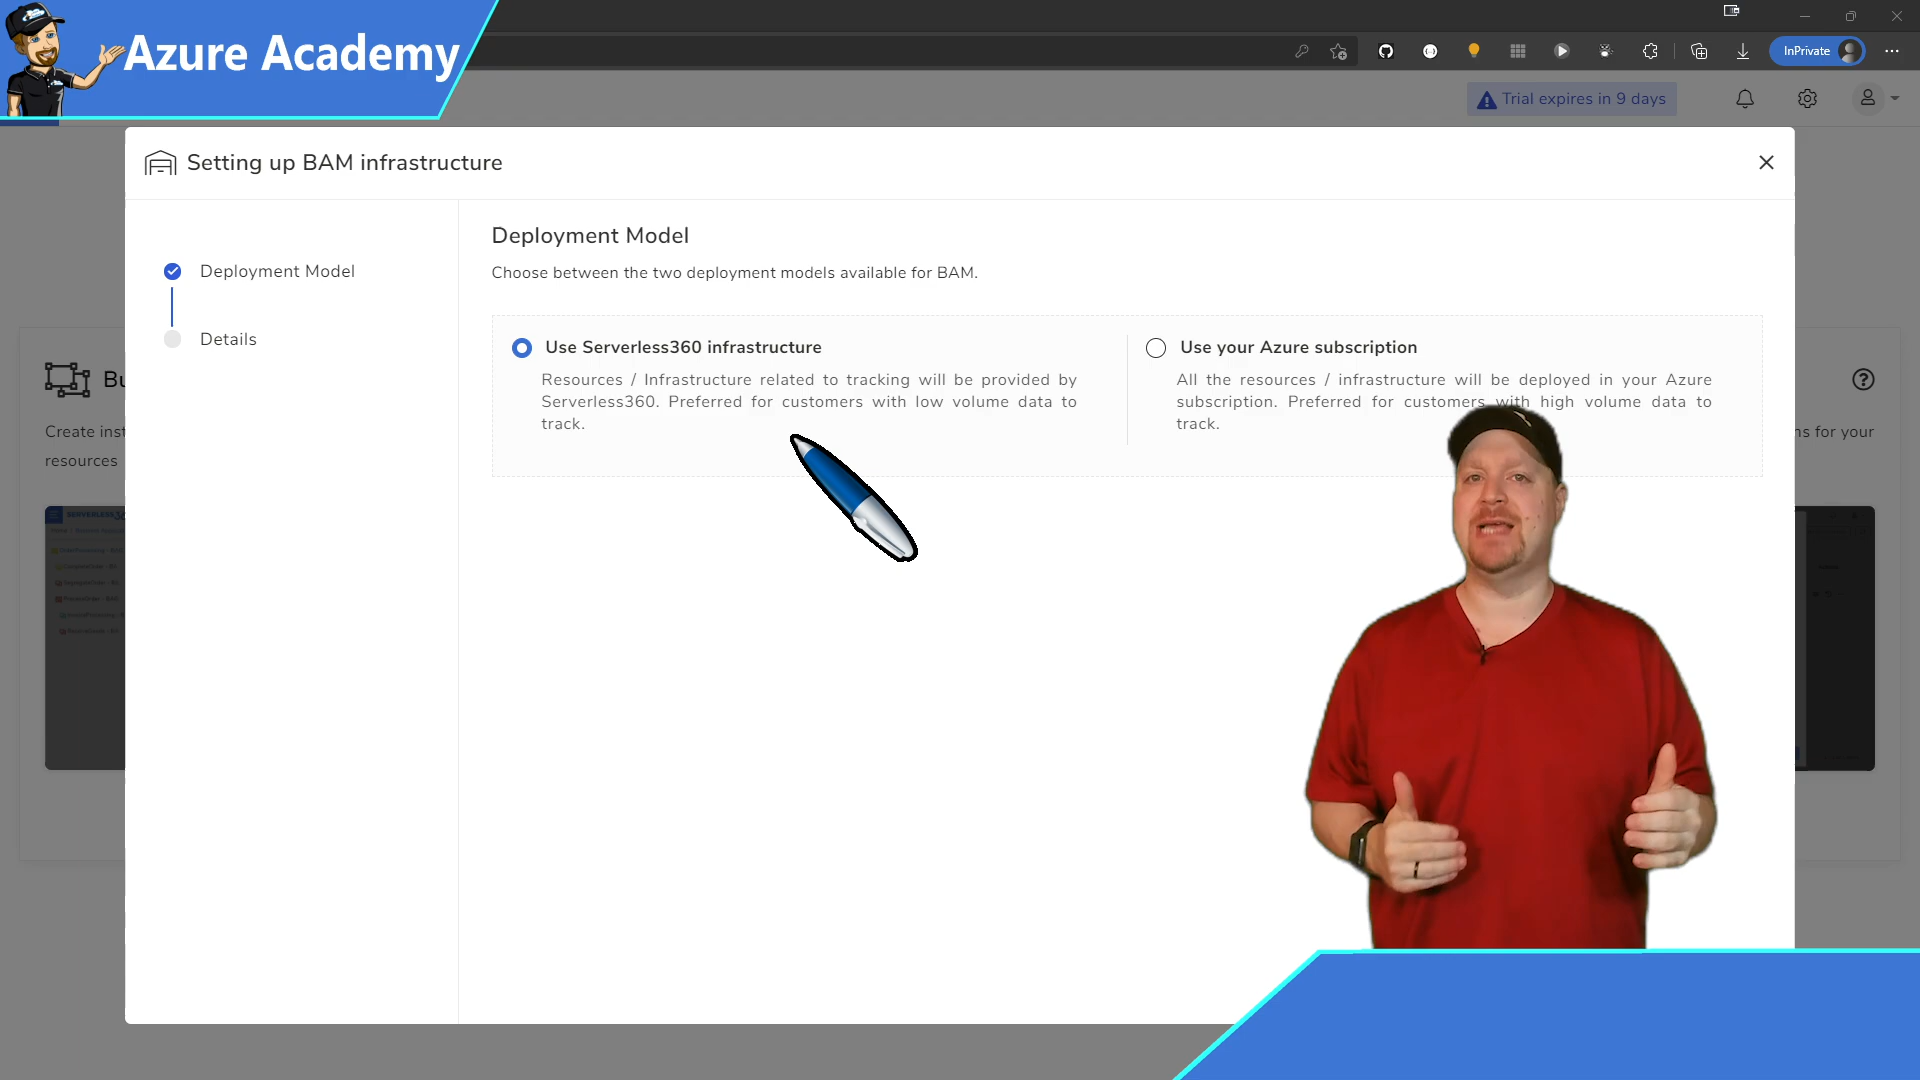 Azure Academy
InPrivate
Trial expires in 9 days
Setting up BAM infrastructure
Deployment Model
Details
Deployment Model
Choose between the two deployment models available for BAM.
Use Serverless360 infrastructure
Resources / Infrastructure related to tracking will be provided by
Serverless360. Preferred for customers with low volume data to
track.
Use your Azure subscription
All the resources / infrastructure will be deployed in your Azure
subscription. Preferred for customers with high volume data to
track.
Bu
Create inst
resources
ns for your